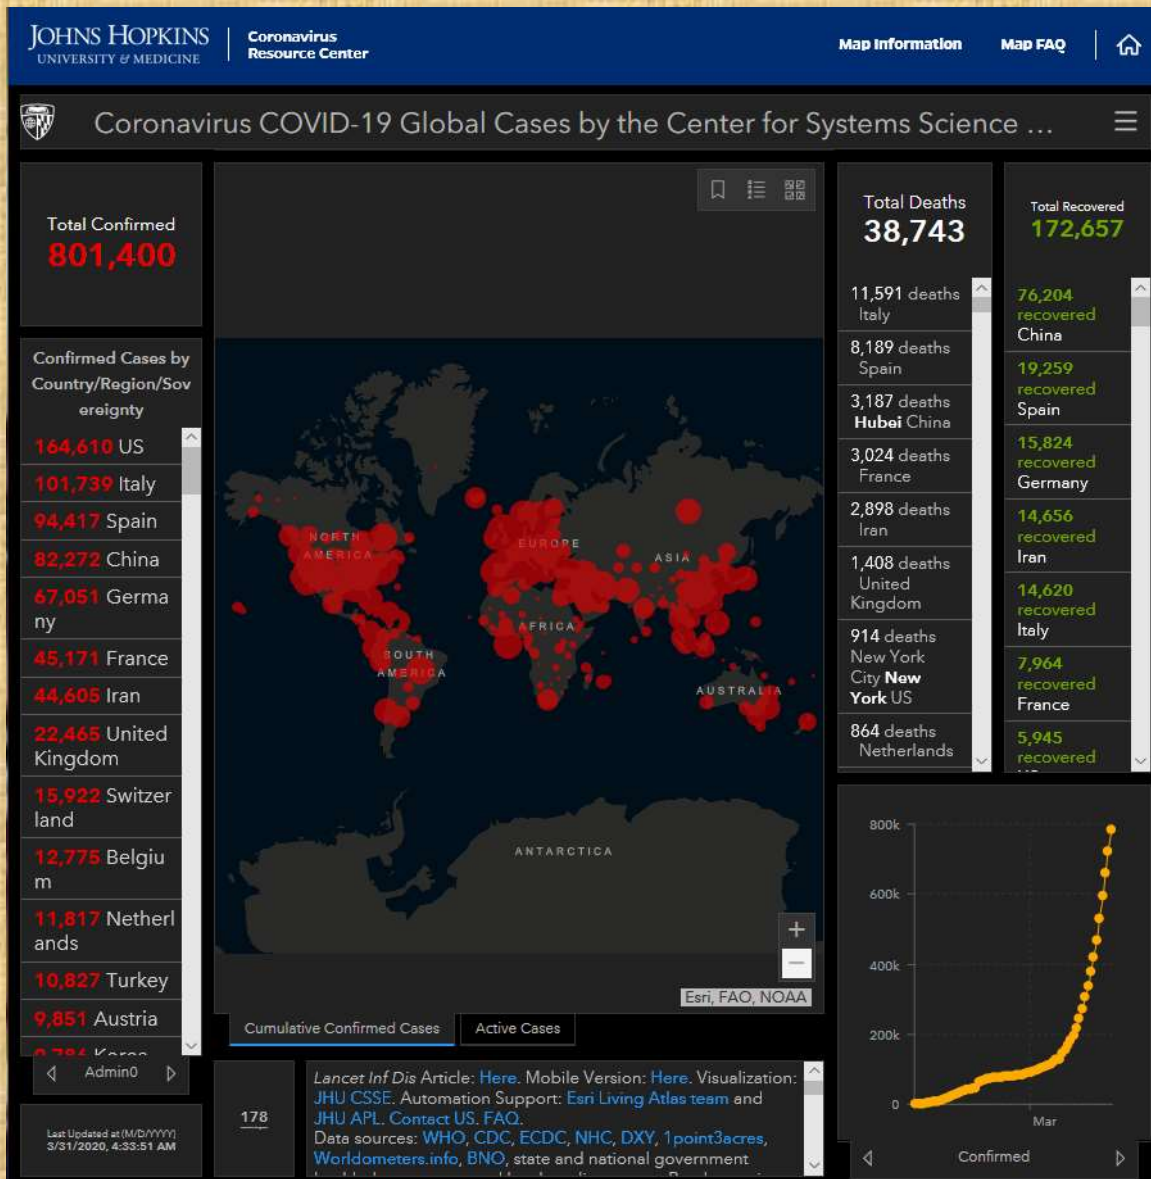 JOHNS HOPKINS
UNIVERSITY & MEDICINE
Coronavirus
Resource Center
Map Information
Map FAQ
Coronavirus COVID-19 Global Cases by the Center for Systems Science ...
Total Confirmed
801,400
Confirmed Cases by
Country/Region/Sov
ereignty
164,610 US
101,739 Italy
94,417 Spain
82,272 China
67,051 Germa
ny
45,171 France
44,605 Iran
22,465 United
Kingdom
15,922 Switzer
land
12,775 Belgiu
m
11,817 Netherl
ands
10,827 Turkey
9,851 Austria
9,786 Korea
Admin0
Last Updated at (M/D/YYYY)
3/31/2020, 4:33:51 AM
NORTH
AMERICA
EUROPE
ASIA
AFRICA
SOUTH
AMERICA
AUSTRALIA
ANTARCTICA
+
−
Esri, FAO, NOAA
Cumulative Confirmed Cases
Active Cases
178
Lancet Inf Dis Article: Here. Mobile Version: Here. Visualization:
JHU CSSE. Automation Support: Esri Living Atlas team and
JHU APL. Contact US. FAQ.
Data sources: WHO, CDC, ECDC, NHC, DXY, 1point3acres,
Worldometers.info, BNO, state and national government
Total Deaths
38,743
11,591 deaths
Italy
8,189 deaths
Spain
3,187 deaths
Hubei China
3,024 deaths
France
2,898 deaths
Iran
1,408 deaths
United
Kingdom
914 deaths
New York
City New
York US
864 deaths
Netherlands
Total Recovered
172,657
76,204
recovered
China
19,259
recovered
Spain
15,824
recovered
Germany
14,656
recovered
Iran
14,620
recovered
Italy
7,964
recovered
France
5,945
recovered
800k
600k
400k
200k
0
Mar
Confirmed